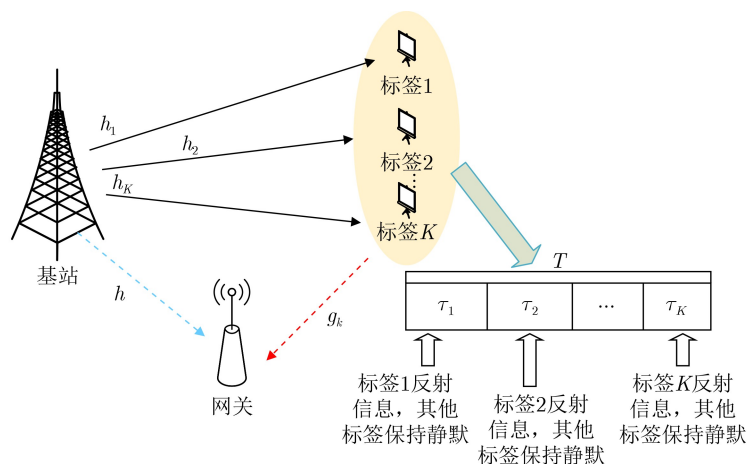 标签1
h₁
h₂
标签2
h_K
标签K
基站
h
g_k
网关
T
τ₁
τ₂
...
τ_K
标签1反射
信息，其他
标签保持静默
标签2反射
信息，其他
标签保持静默
标签K反射
信息，其他
标签保持静默